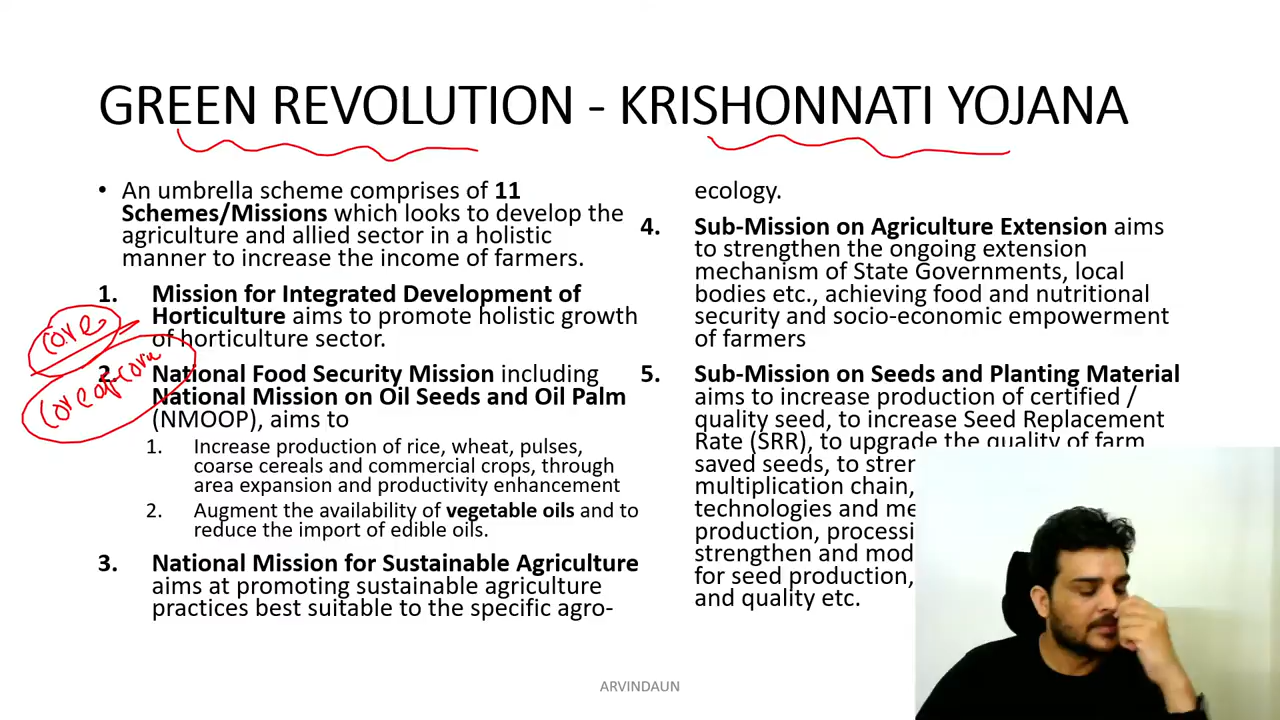 GREEN REVOLUTION - KRISHONNATI YOJANA
• An umbrella scheme comprises of 11
Schemes/Missions which looks to develop the
agriculture and allied sector in a holistic
manner to increase the income of farmers.
1. Mission for Integrated Development of
Horticulture aims to promote holistic growth
of horticulture sector.
core
2. National Food Security Mission including
National Mission on Oil Seeds and Oil Palm
(NMOOP), aims to
core of core
1. Increase production of rice, wheat, pulses,
coarse cereals and commercial crops, through
area expansion and productivity enhancement
2. Augment the availability of vegetable oils and to
reduce the import of edible oils.
3. National Mission for Sustainable Agriculture
aims at promoting sustainable agriculture
practices best suitable to the specific agro-
ecology.
4. Sub-Mission on Agriculture Extension aims
to strengthen the ongoing extension
mechanism of State Governments, local
bodies etc., achieving food and nutritional
security and socio-economic empowerment
of farmers
5. Sub-Mission on Seeds and Planting Material
aims to increase production of certified /
quality seed, to increase Seed Replacement
Rate (SRR), to upgrade the quality of farm
saved seeds, to
multiplication chain,
technologies and
production,
strengthen and
for seed production,
and quality etc.
ARVINDAUN